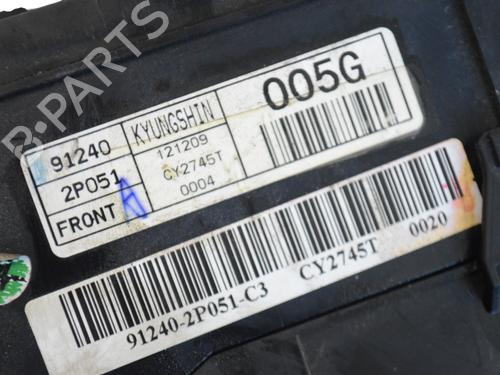 B-PARTS
91240
2P051
FRONT
KYUNGSHIN
121209
CY2745T
0004
005G
91240-2P051-C3
CY2745T
0020